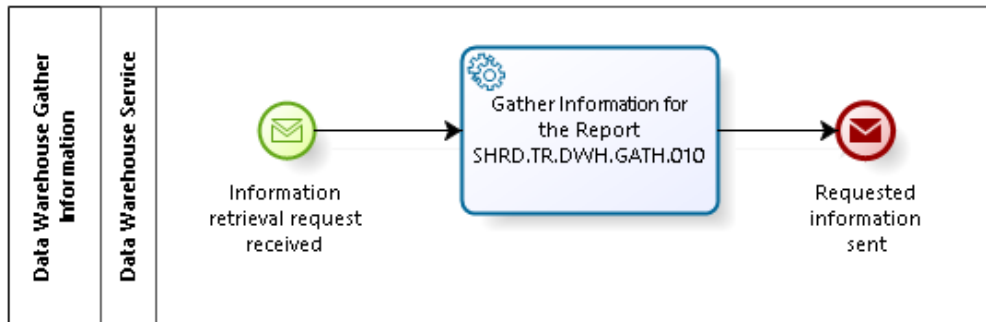 Data Warehouse Gather
Information
Data Warehouse Service
Information
retrieval request
received
Gather Information for
the Report
SHRD.TR.DWH.GATH.010
Requested
information
sent